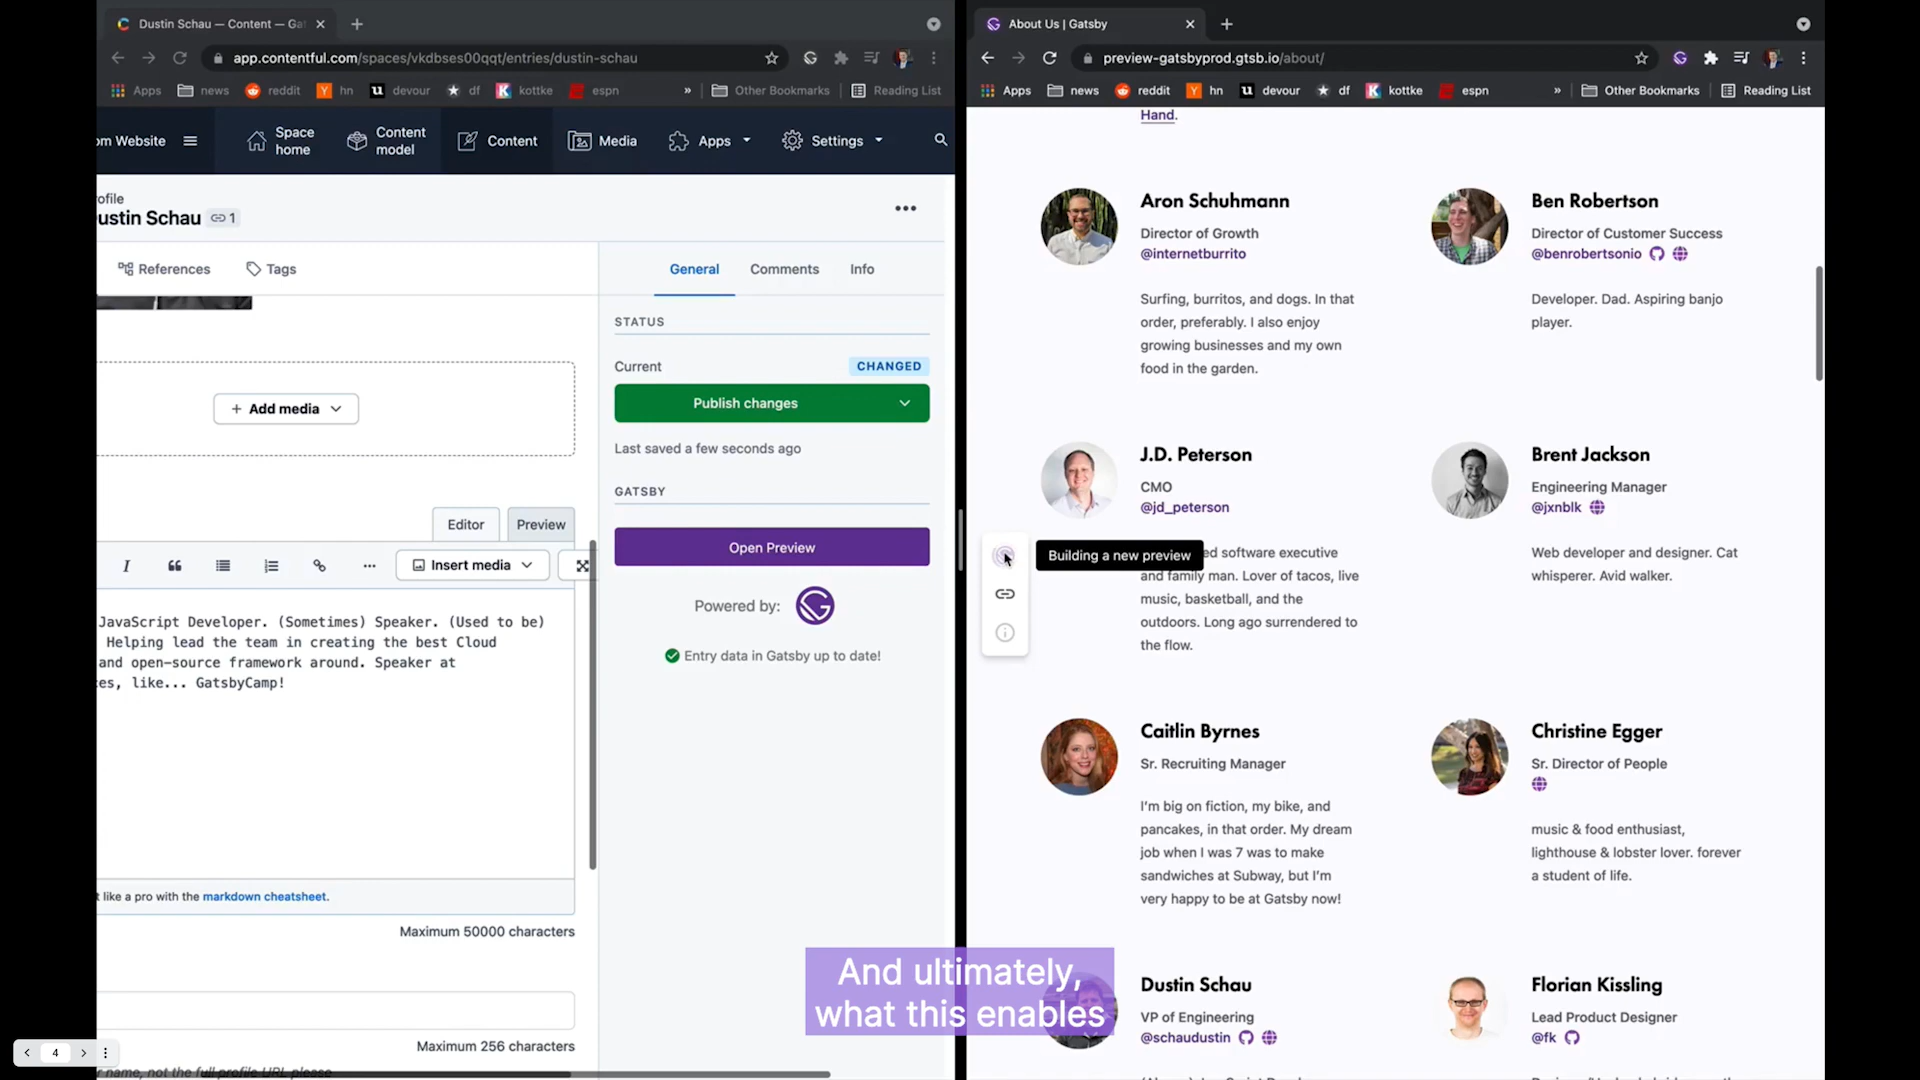 Dustin Schau — Content — Ga
app.contentful.com/spaces/vkdbses00qqt/entries/dustin-schau
Apps
news
reddit
hn
devour
df
kottke
espn
»
Other Bookmarks
Reading List
om Website
Space home
Content model
Content
Media
Apps
Settings
ofile
ustin Schau
1
References
Tags
Add media
Editor
Preview
Insert media
JavaScript Developer. (Sometimes) Speaker. (Used to be)
Helping lead the team in creating the best Cloud
and open-source framework around. Speaker at
es, like... GatsbyCamp!
t like a pro with the markdown cheatsheet.
Maximum 50000 characters
Maximum 256 characters
r name, not the full profile URL please
4
General
Comments
Info
STATUS
Current
CHANGED
Publish changes
Last saved a few seconds ago
GATSBY
Open Preview
Powered by:
Entry data in Gatsby up to date!
About Us | Gatsby
preview-gatsbyprod.gtsb.io/about/
Apps
news
reddit
hn
devour
df
kottke
espn
»
Other Bookmarks
Reading List
Hand.
Aron Schuhmann
Director of Growth
@internetburrito
Surfing, burritos, and dogs. In that
order, preferably. I also enjoy
growing businesses and my own
food in the garden.
Ben Robertson
Director of Customer Success
@benrobertsonio
Developer. Dad. Aspiring banjo
player.
J.D. Peterson
CMO
@jd_peterson
Building a new preview
ed software executive
and family man. Lover of tacos, live
music, basketball, and the
outdoors. Long ago surrendered to
the flow.
Brent Jackson
Engineering Manager
@jxnblk
Web developer and designer. Cat
whisperer. Avid walker.
Caitlin Byrnes
Sr. Recruiting Manager
I'm big on fiction, my bike, and
pancakes, in that order. My dream
job when I was 7 was to make
sandwiches at Subway, but I'm
very happy to be at Gatsby now!
Christine Egger
Sr. Director of People
music & food enthusiast,
lighthouse & lobster lover. forever
a student of life.
Dustin Schau
VP of Engineering
@schaudustin
Florian Kissling
Lead Product Designer
@fk
And ultimately,
what this enables